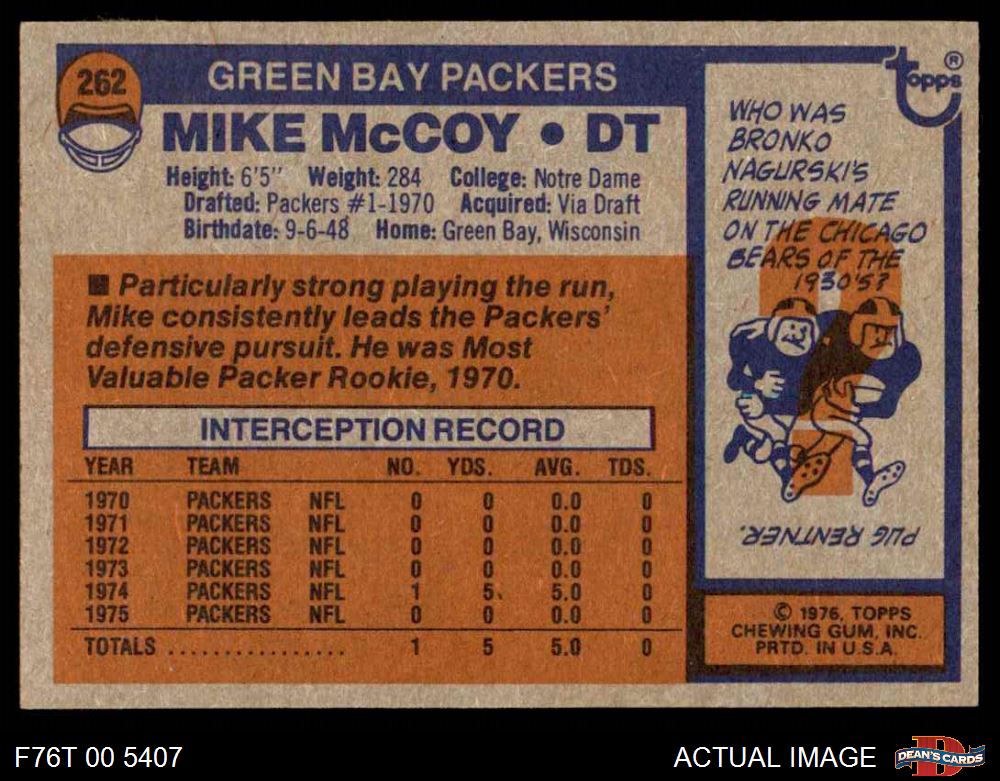 262
GREEN BAY PACKERS
MIKE McCOY • DT
Height: 6'5" Weight: 284 College: Notre Dame
Drafted: Packers #1-1970 Acquired: Via Draft
Birthdate: 9-6-48 Home: Green Bay, Wisconsin
■ Particularly strong playing the run,
Mike consistently leads the Packers'
defensive pursuit. He was Most
Valuable Packer Rookie, 1970.
INTERCEPTION RECORD
YEAR TEAM NO. YDS. AVG. TDS.
1970 PACKERS NFL 0 0 0.0 0
1971 PACKERS NFL 0 0 0.0 0
1972 PACKERS NFL 0 0 0.0 0
1973 PACKERS NFL 0 0 0.0 0
1974 PACKERS NFL 1 5 5.0 0
1975 PACKERS NFL 0 0 0.0 0
TOTALS ................ 1 5 5.0 0
Topps ®
WHO WAS
BRONKO
NAGURSKI'S
RUNNING MATE
ON THE CHICAGO
BEARS OF THE
1930'S?
PUG RENTNER.
© 1976, TOPPS
CHEWING GUM, INC.
PRTD. IN U.S.A.
F76T 00 5407
ACTUAL IMAGE
DEAN'S CARDS